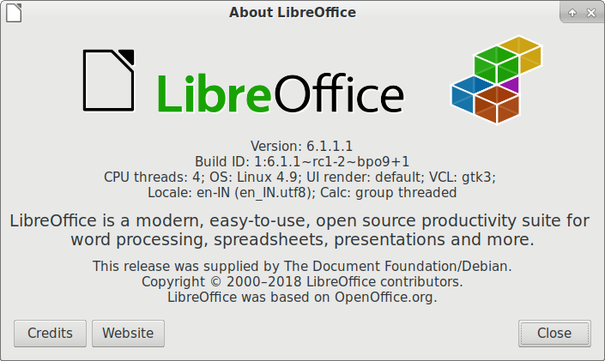 About LibreOffice
LibreOffice
Version: 6.1.1.1
Build ID: 1:6.1.1~rc1-2~bpo9+1
CPU threads: 4; OS: Linux 4.9; UI render: default; VCL: gtk3;
Locale: en-IN (en_IN.utf8); Calc: group threaded
LibreOffice is a modern, easy-to-use, open source productivity suite for
word processing, spreadsheets, presentations and more.
This release was supplied by The Document Foundation/Debian.
Copyright © 2000–2018 LibreOffice contributors.
LibreOffice was based on OpenOffice.org.
Credits Website Close